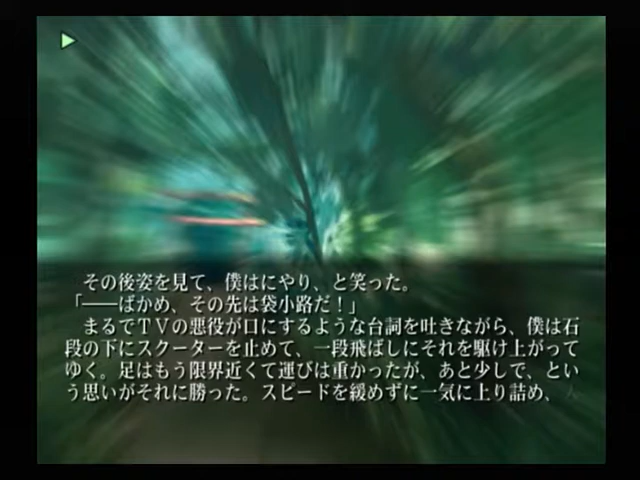 その後姿を見て、僕はにやり、と笑った。
「――ばかめ、その先は袋小路だ！」
まるでＴＶの悪役が口にするような台詞を吐きながら、僕は石
段の下にスクーターを止めて、一段飛ばしにそれを駆け上がって
ゆく。足はもう限界近くて運びは重かったが、あと少しで、とい
う思いがそれに勝った。スピードを緩めずに一気に上り詰め、